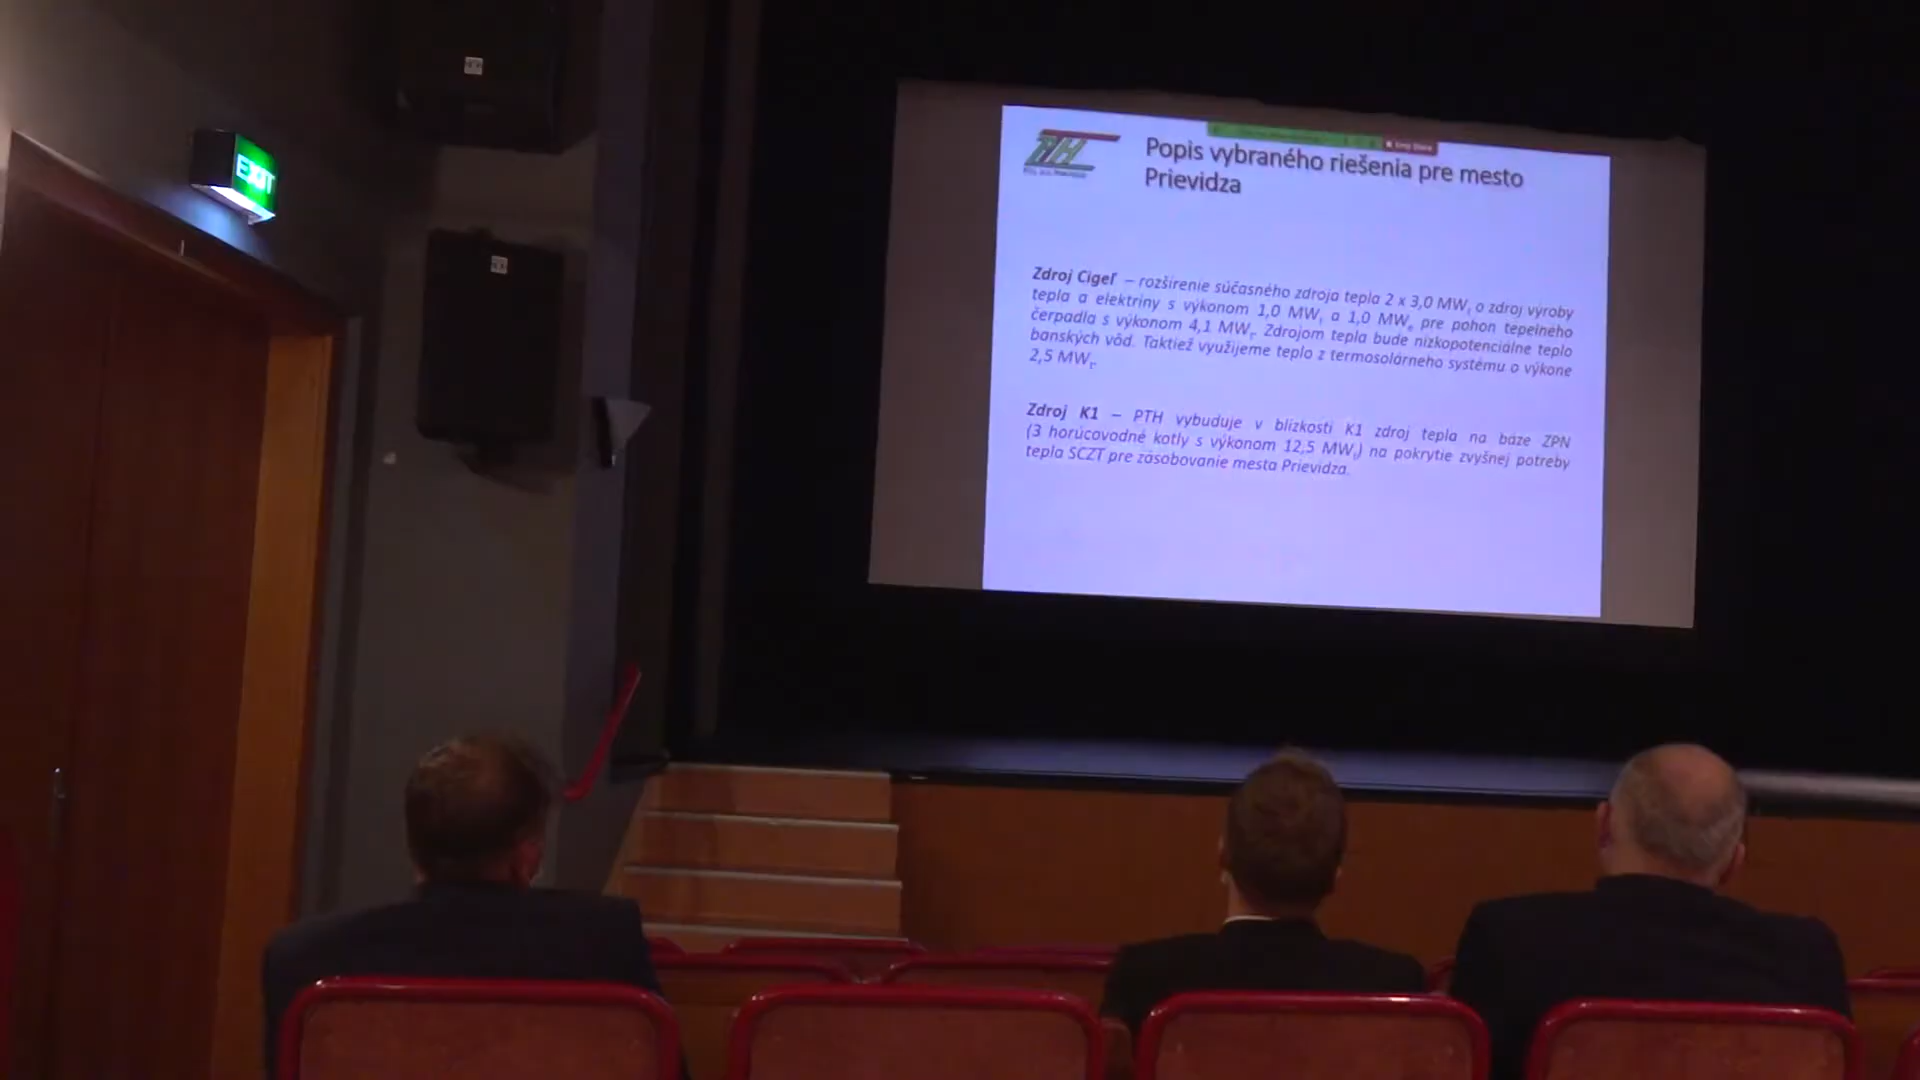 EXIT
PTH
Popis vybraného riešenia pre mesto
Prievidza
Zdroj Cigeľ – rozšírenie súčasného zdroja tepla 2 x 3,0 MWt o zdroj výroby
tepla a elektriny s výkonom 1,0 MWt a 1,0 MWe pre pohon tepelného
čerpadla s výkonom 4,1 MWt. Zdrojom tepla bude nízkopotenciálne teplo
banských vôd. Taktiež využijeme teplo z termosolárneho systému o výkone
2,5 MWt.
Zdroj K1 – PTH vybuduje v blízkosti K1 zdroj tepla na báze ZPN
(3 horúcovodné kotly s výkonom 12,5 MWt) na pokrytie zvyšnej potreby
tepla SCZT pre zásobovanie mesta Prievidza.